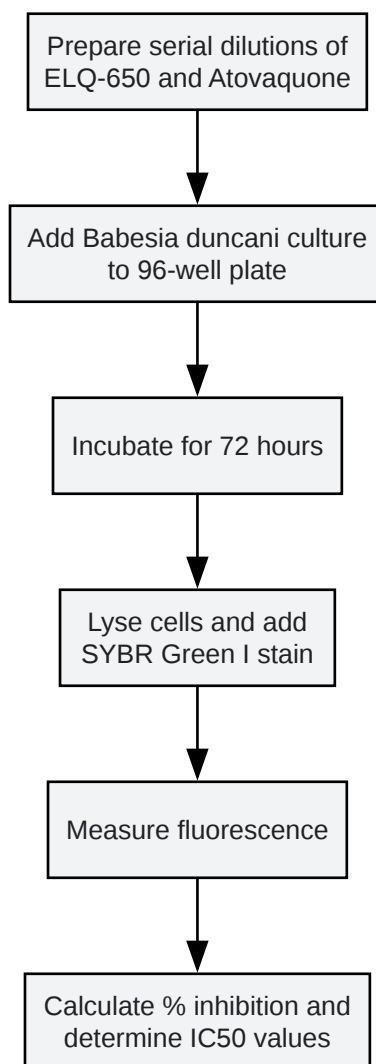 Prepare serial dilutions of
ELQ-650 and Atovaquone
Add Babesia duncani culture
to 96-well plate
Incubate for 72 hours
Lyse cells and add
SYBR Green I stain
Measure fluorescence
Calculate % inhibition and
determine IC50 values